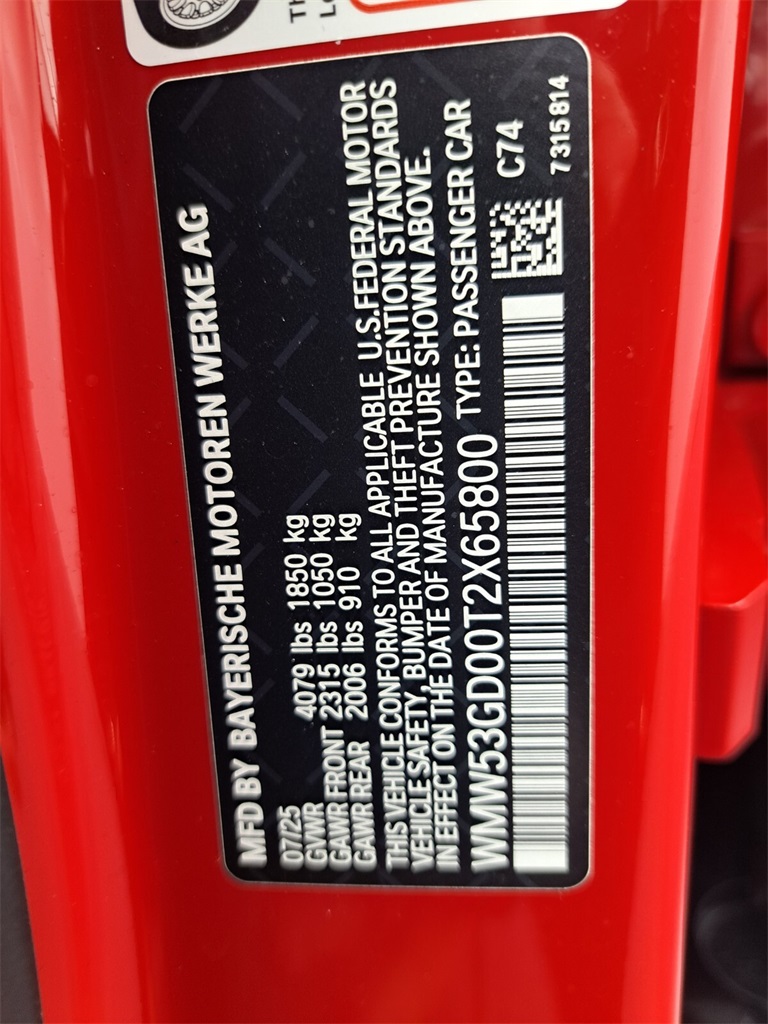 MFD BY BAYERISCHE MOTOREN WERKE AG
07/25
GVWR 4079 lbs 1850 kg
GAWR FRONT 2315 lbs 1050 kg
GAWR REAR 2006 lbs 910 kg
THIS VEHICLE CONFORMS TO ALL APPLICABLE U.S.FEDERAL MOTOR
VEHICLE SAFETY, BUMPER AND THEFT PREVENTION STANDARDS
IN EFFECT ON THE DATE OF MANUFACTURE SHOWN ABOVE.
WMW53GD00T2X65800 TYPE: PASSENGER CAR
C74
7315814